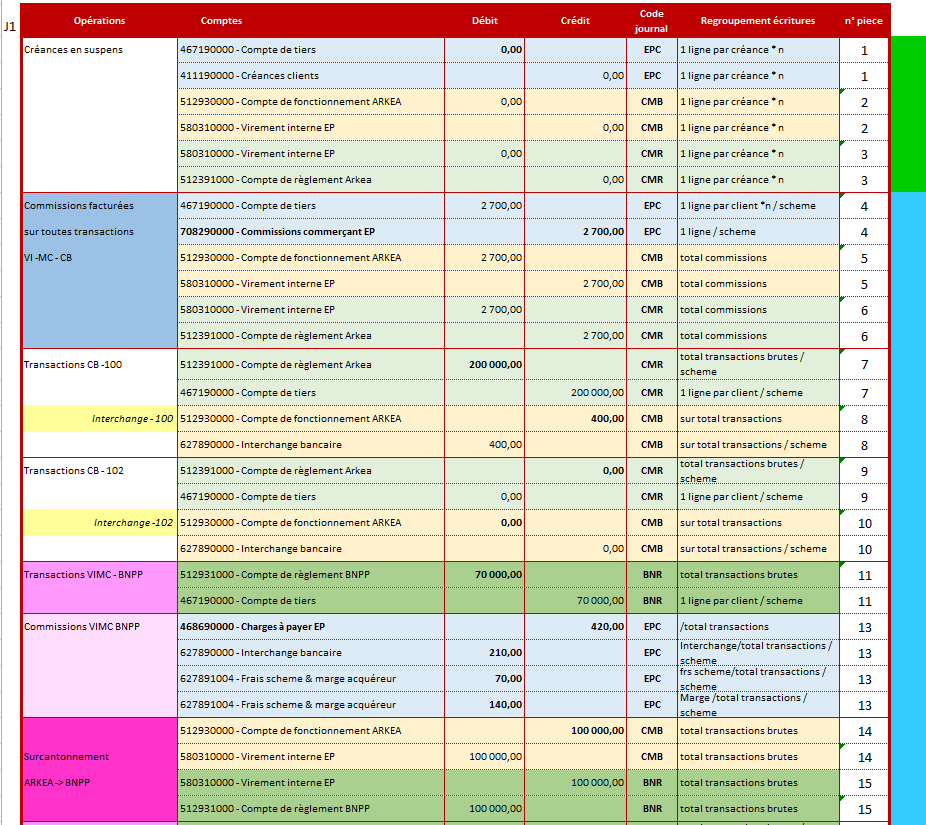 J1
Opérations Comptes Débit Crédit Code journal Regroupement écritures n° piece
Créances en suspens 467190000 - Compte de tiers 0,00 EPC 1 ligne par créance * n 1
411190000 - Créances clients 0,00 EPC 1 ligne par créance * n 1
512930000 - Compte de fonctionnement ARKEA 0,00 CMB 1 ligne par créance * n 2
580310000 - Virement interne EP 0,00 CMB 1 ligne par créance * n 2
580310000 - Virement interne EP 0,00 CMR 1 ligne par créance * n 3
512391000 - Compte de règlement Arkea 0,00 CMR 1 ligne par créance * n 3
Commissions facturées 467190000 - Compte de tiers 2 700,00 EPC 1 ligne par client *n / scheme 4
sur toutes transactions 708290000 - Commissions commerçant EP 2 700,00 EPC 1 ligne / scheme 4
VI -MC - CB 512930000 - Compte de fonctionnement ARKEA 2 700,00 CMB total commissions 5
580310000 - Virement interne EP 2 700,00 CMB total commissions 5
580310000 - Virement interne EP 2 700,00 CMR total commissions 6
512391000 - Compte de règlement Arkea 2 700,00 CMR total commissions 6
Transactions CB -100 512391000 - Compte de règlement Arkea 200 000,00 CMR total transactions brutes / scheme 7
467190000 - Compte de tiers 200 000,00 CMR 1 ligne par client / scheme 7
Interchange - 100 512930000 - Compte de fonctionnement ARKEA 400,00 CMB sur total transactions 8
627890000 - Interchange bancaire 400,00 CMB sur total transactions / scheme 8
Transactions CB - 102 512391000 - Compte de règlement Arkea 0,00 CMR total transactions brutes / scheme 9
467190000 - Compte de tiers 0,00 CMR 1 ligne par client / scheme 9
Interchange -102 512930000 - Compte de fonctionnement ARKEA 0,00 CMB sur total transactions 10
627890000 - Interchange bancaire 0,00 CMB sur total transactions / scheme 10
Transactions VIMC - BNPP 512931000 - Compte de règlement BNPP 70 000,00 BNR total transactions brutes 11
467190000 - Compte de tiers 70 000,00 BNR 1 ligne par client / scheme 11
Commissions VIMC BNPP 468690000 - Charges à payer EP 420,00 EPC /total transactions 13
627890000 - Interchange bancaire 210,00 EPC Interchange/total transactions / scheme 13
627891004 - Frais scheme & marge acquéreur 70,00 EPC frs scheme/total transactions / scheme 13
627891004 - Frais scheme & marge acquéreur 140,00 EPC Marge /total transactions / scheme 13
512930000 - Compte de fonctionnement ARKEA 100 000,00 CMB total transactions brutes 14
Surcantonnement 580310000 - Virement interne EP 100 000,00 CMB total transactions brutes 14
ARKEA -> BNPP 580310000 - Virement interne EP 100 000,00 BNR total transactions brutes 15
512931000 - Compte de règlement BNPP 100 000,00 BNR total transactions brutes 15